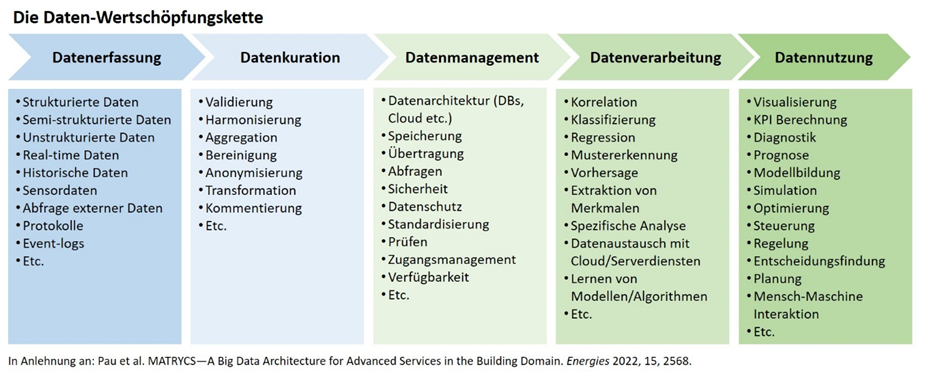 Die Daten-Wertschöpfungskette
Datenerfassung
• Strukturierte Daten
• Semi-strukturierte Daten
• Unstrukturierte Daten
• Real-time Daten
• Historische Daten
• Sensordaten
• Abfrage externer Daten
• Protokolle
• Event-logs
• Etc.
Datenkuration
• Validierung
• Harmonisierung
• Aggregation
• Bereinigung
• Anonymisierung
• Transformation
• Kommentierung
• Etc.
Datenmanagement
• Datenarchitektur (DBs,
Cloud etc.)
• Speicherung
• Übertragung
• Abfragen
• Sicherheit
• Datenschutz
• Standardisierung
• Prüfen
• Zugangsmanagement
• Verfügbarkeit
• Etc.
Datenverarbeitung
• Korrelation
• Klassifizierung
• Regression
• Mustererkennung
• Vorhersage
• Extraktion von
Merkmalen
• Spezifische Analyse
• Datenaustausch mit
Cloud/Serverdiensten
• Lernen von
Modellen/Algorithmen
• Etc.
Datennutzung
• Visualisierung
• KPI Berechnung
• Diagnostik
• Prognose
• Modellbildung
• Simulation
• Optimierung
• Steuerung
• Regelung
• Entscheidungsfindung
• Planung
• Mensch-Maschine
Interaktion
• Etc.
In Anlehnung an: Pau et al. MATRYCS—A Big Data Architecture for Advanced Services in the Building Domain. Energies 2022, 15, 2568.